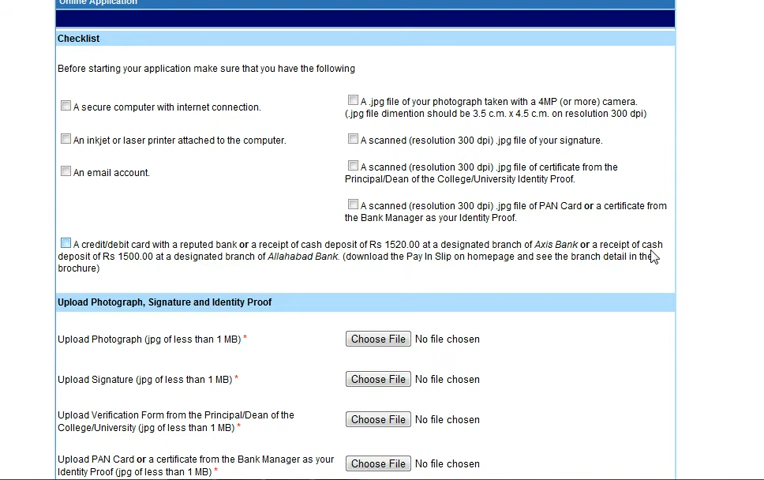 Online Application
Checklist
Before starting your application make sure that you have the following
A secure computer with internet connection.
A .jpg file of your photograph taken with a 4MP (or more) camera.
(.jpg file dimention should be 3.5 c.m. x 4.5 c.m. on resolution 300 dpi)
An inkjet or laser printer attached to the computer.
A scanned (resolution 300 dpi) .jpg file of your signature.
An email account.
A scanned (resolution 300 dpi) .jpg file of certificate from the
Principal/Dean of the College/University Identity Proof.
A scanned (resolution 300 dpi) .jpg file of PAN Card or a certificate from
the Bank Manager as your Identity Proof.
A credit/debit card with a reputed bank or a receipt of cash deposit of Rs 1520.00 at a designated branch of Axis Bank or a receipt of cash
deposit of Rs 1500.00 at a designated branch of Allahabad Bank. (download the Pay In Slip on homepage and see the branch detail in the
brochure)
Upload Photograph, Signature and Identity Proof
Upload Photograph (jpg of less than 1 MB) *
Choose File No file chosen
Upload Signature (jpg of less than 1 MB) *
Choose File No file chosen
Upload Verification Form from the Principal/Dean of the
College/University (jpg of less than 1 MB) *
Choose File No file chosen
Upload PAN Card or a certificate from the Bank Manager as your
Identity Proof (jpg of less than 1 MB) *
Choose File No file chosen